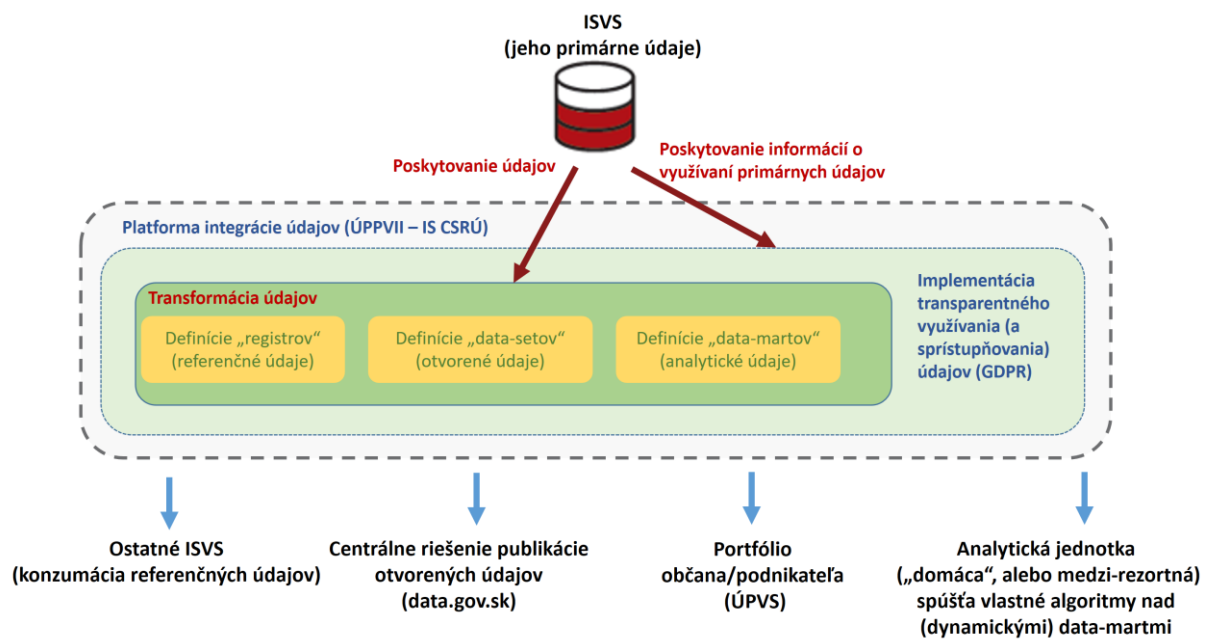 ISVS
(jeho primárne údaje)
Poskytovanie údajov
Poskytovanie informácií o
využívaní primárnych údajov
Platforma integrácie údajov (ÚPPVII – IS CSRÚ)
Transformácia údajov
Definície „registrov“
(referenčné údaje)
Definície „data-setov“
(otvorené údaje)
Definície „data-martov“
(analytické údaje)
Implementácia
transparentného
využívania (a
sprístupňovania)
údajov (GDPR)
Ostatné ISVS
(konzumácia referenčných údajov)
Centrálne riešenie publikácie
otvorených údajov
(data.gov.sk)
Portfólio
občana/podnikateľa
(ÚPVS)
Analytická jednotka
(„domáca“, alebo medzi-rezortná)
spúšťa vlastné algoritmy nad
(dynamickými) data-martmi